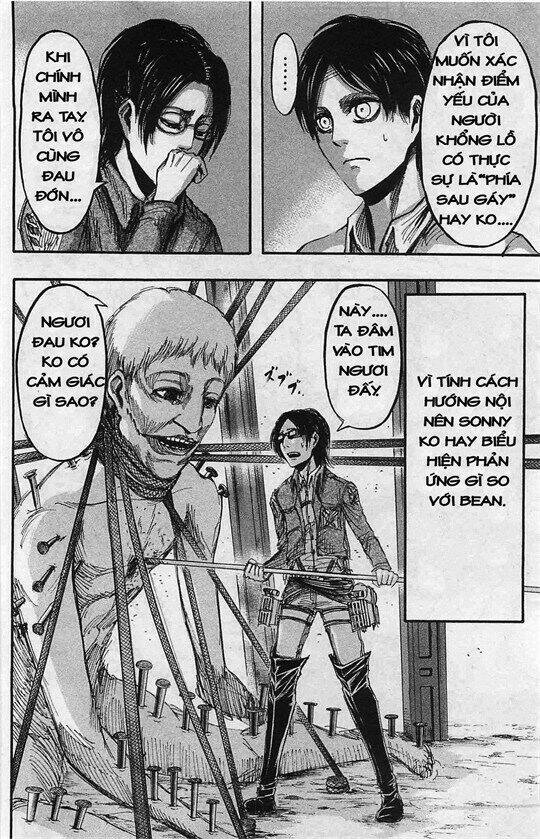 VÌ TÔI
MUỐN XÁC
NHẬN ĐIỂM
YẾU CỦA
NGƯỜI
KHỔNG LỒ
CÓ THỰC
SỰ LÀ "PHÍA
SAU GÁY"
HAY KO....
......
KHI
CHÍNH
MÌNH
RA TAY,
TÔI VÔ
CÙNG
ĐAU
ĐỚN...
VÌ TÍNH CÁCH
HƯỚNG NỘI
NÊN SONNY
KO HAY BIỂU
HIỆN PHẢN
ỨNG GÌ SO
VỚI BEAN.
NÀY....
TA ĐÂM
VÀO TIM
NGƯƠI
ĐẤY.
ズブブ..
NGƯƠI
ĐAU KO?
KO CÓ
CẢM GIÁC
GÌ SAO?